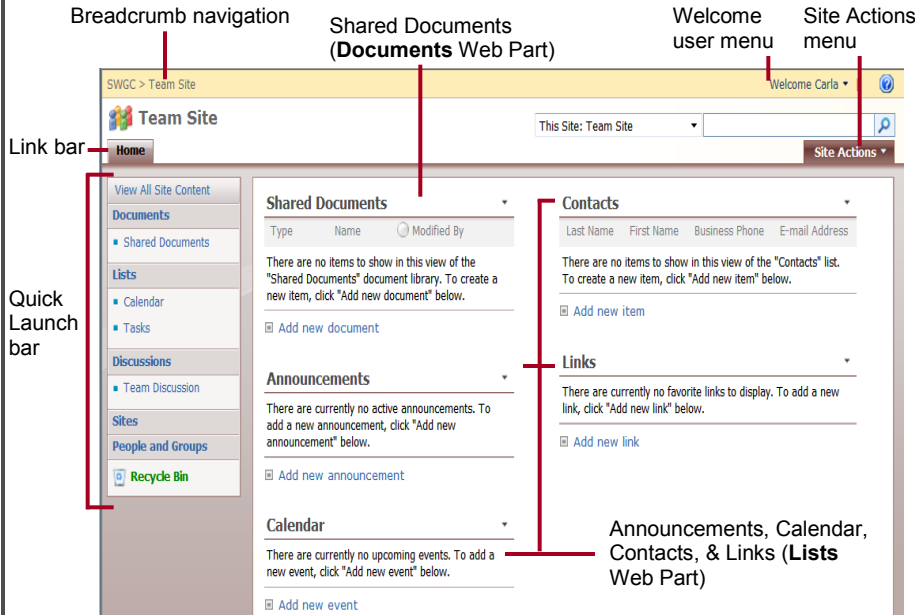 Breadcrumb navigation
Shared Documents
(Documents Web Part)
Welcome
user menu
Site Actions
menu
SWGC > Team Site
Welcome Carla
Team Site
This Site: Team Site
Link bar
Home
Site Actions
View All Site Content
Documents
Shared Documents
Lists
Calendar
Tasks
Discussions
Team Discussion
Sites
People and Groups
Recycle Bin
Quick
Launch
bar
Shared Documents
Type Name Modified By
There are no items to show in this view of the
"Shared Documents" document library. To create a
new item, click "Add new document" below.
Add new document
Announcements
There are currently no active announcements. To
add a new announcement, click "Add new
announcement" below.
Add new announcement
Calendar
There are currently no upcoming events. To add a
new event, click "Add new event" below.
Add new event
Contacts
Last Name First Name Business Phone E-mail Address
There are no items to show in this view of the "Contacts" list.
To create a new item, click "Add new item" below.
Add new item
Links
There are currently no favorite links to display. To add a new
link, click "Add new link" below.
Add new link
Announcements, Calendar,
Contacts, & Links (Lists
Web Part)